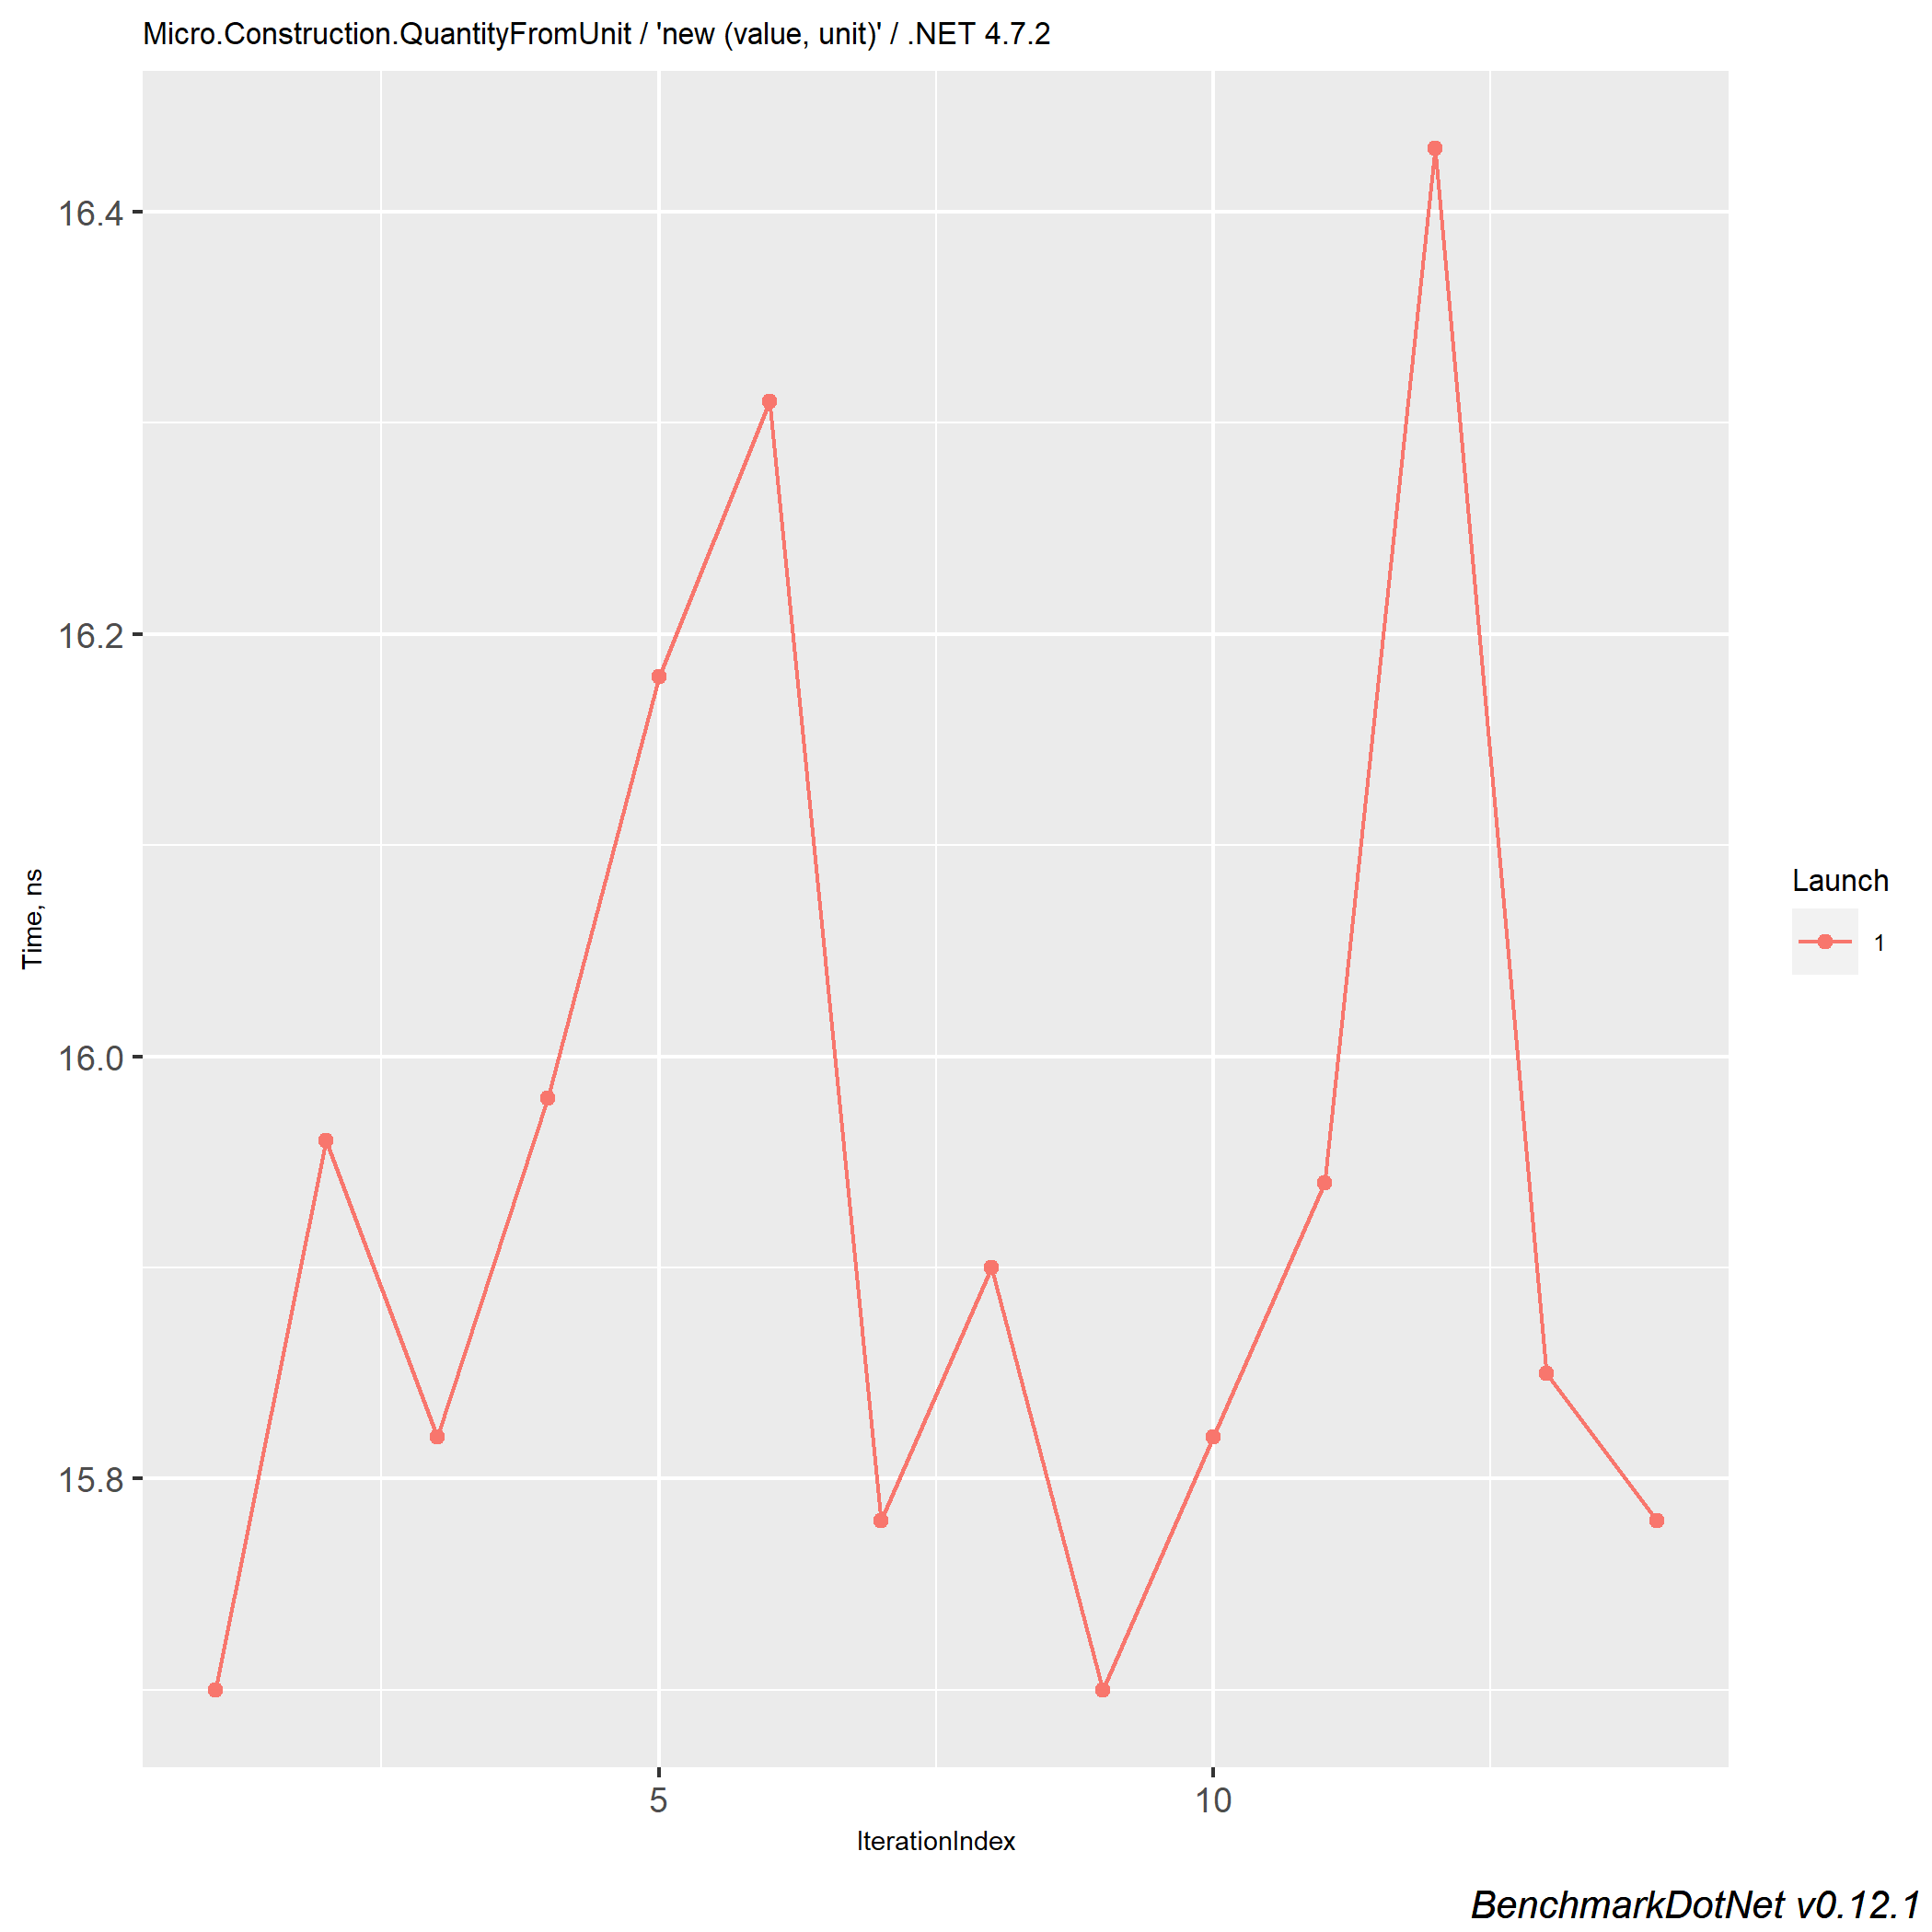 Micro.Construction.QuantityFromUnit / 'new (value, unit)' / .NET 4.7.2
16.4
16.2
16.0
15.8
Time, ns
5
10
IterationIndex
Launch
1
BenchmarkDotNet v0.12.1